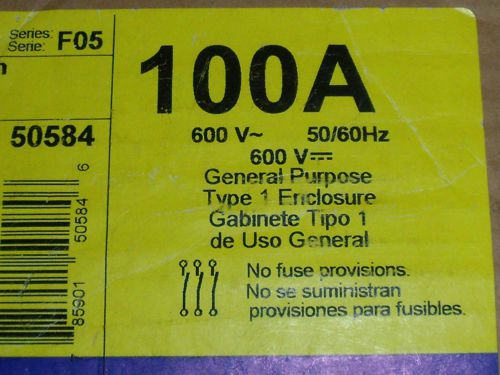 Series: F05
Serie:
n
100A
50584
600 V~ 50/60Hz
600 V⎓
General Purpose
Type 1 Enclosure
Gabinete Tipo 1
de Uso General
No fuse provisions.
No se suministran
provisiones para fusibles.
85901 50584 6